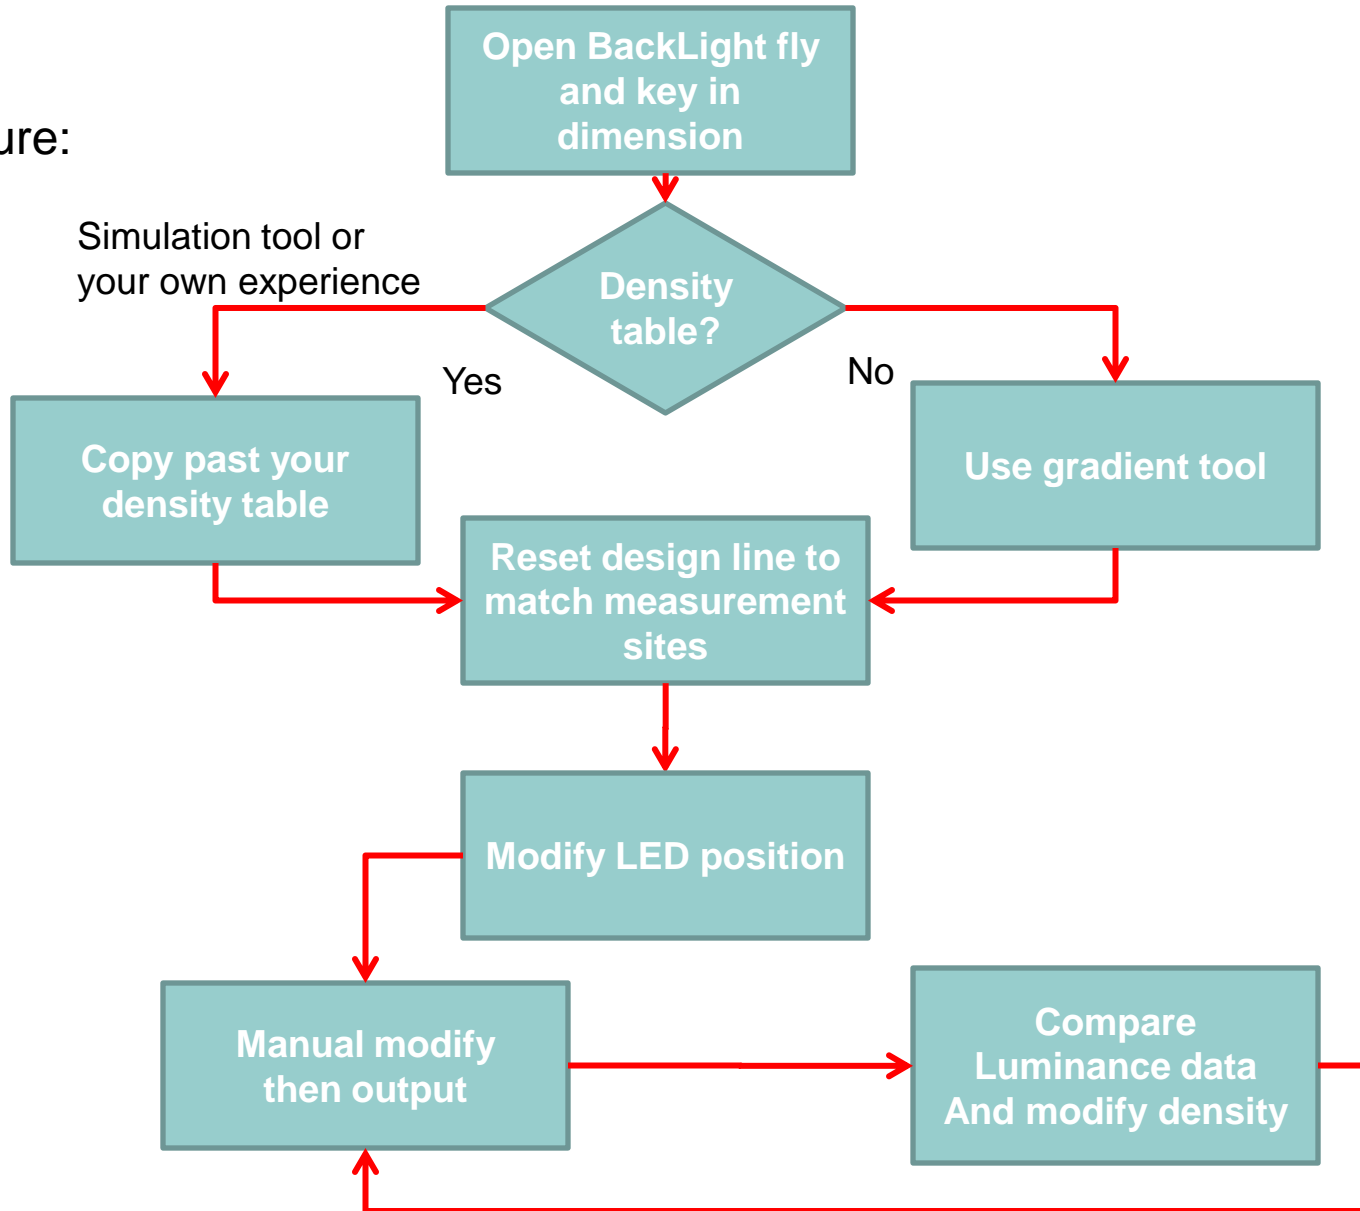 Open BackLight fly
and key in
dimension
ure:
Simulation tool or
your own experience
Density
table?
Yes
No
Copy past your
density table
Use gradient tool
Reset design line to
match measurement
sites
Modify LED position
Manual modify
then output
Compare
Luminance data
And modify density